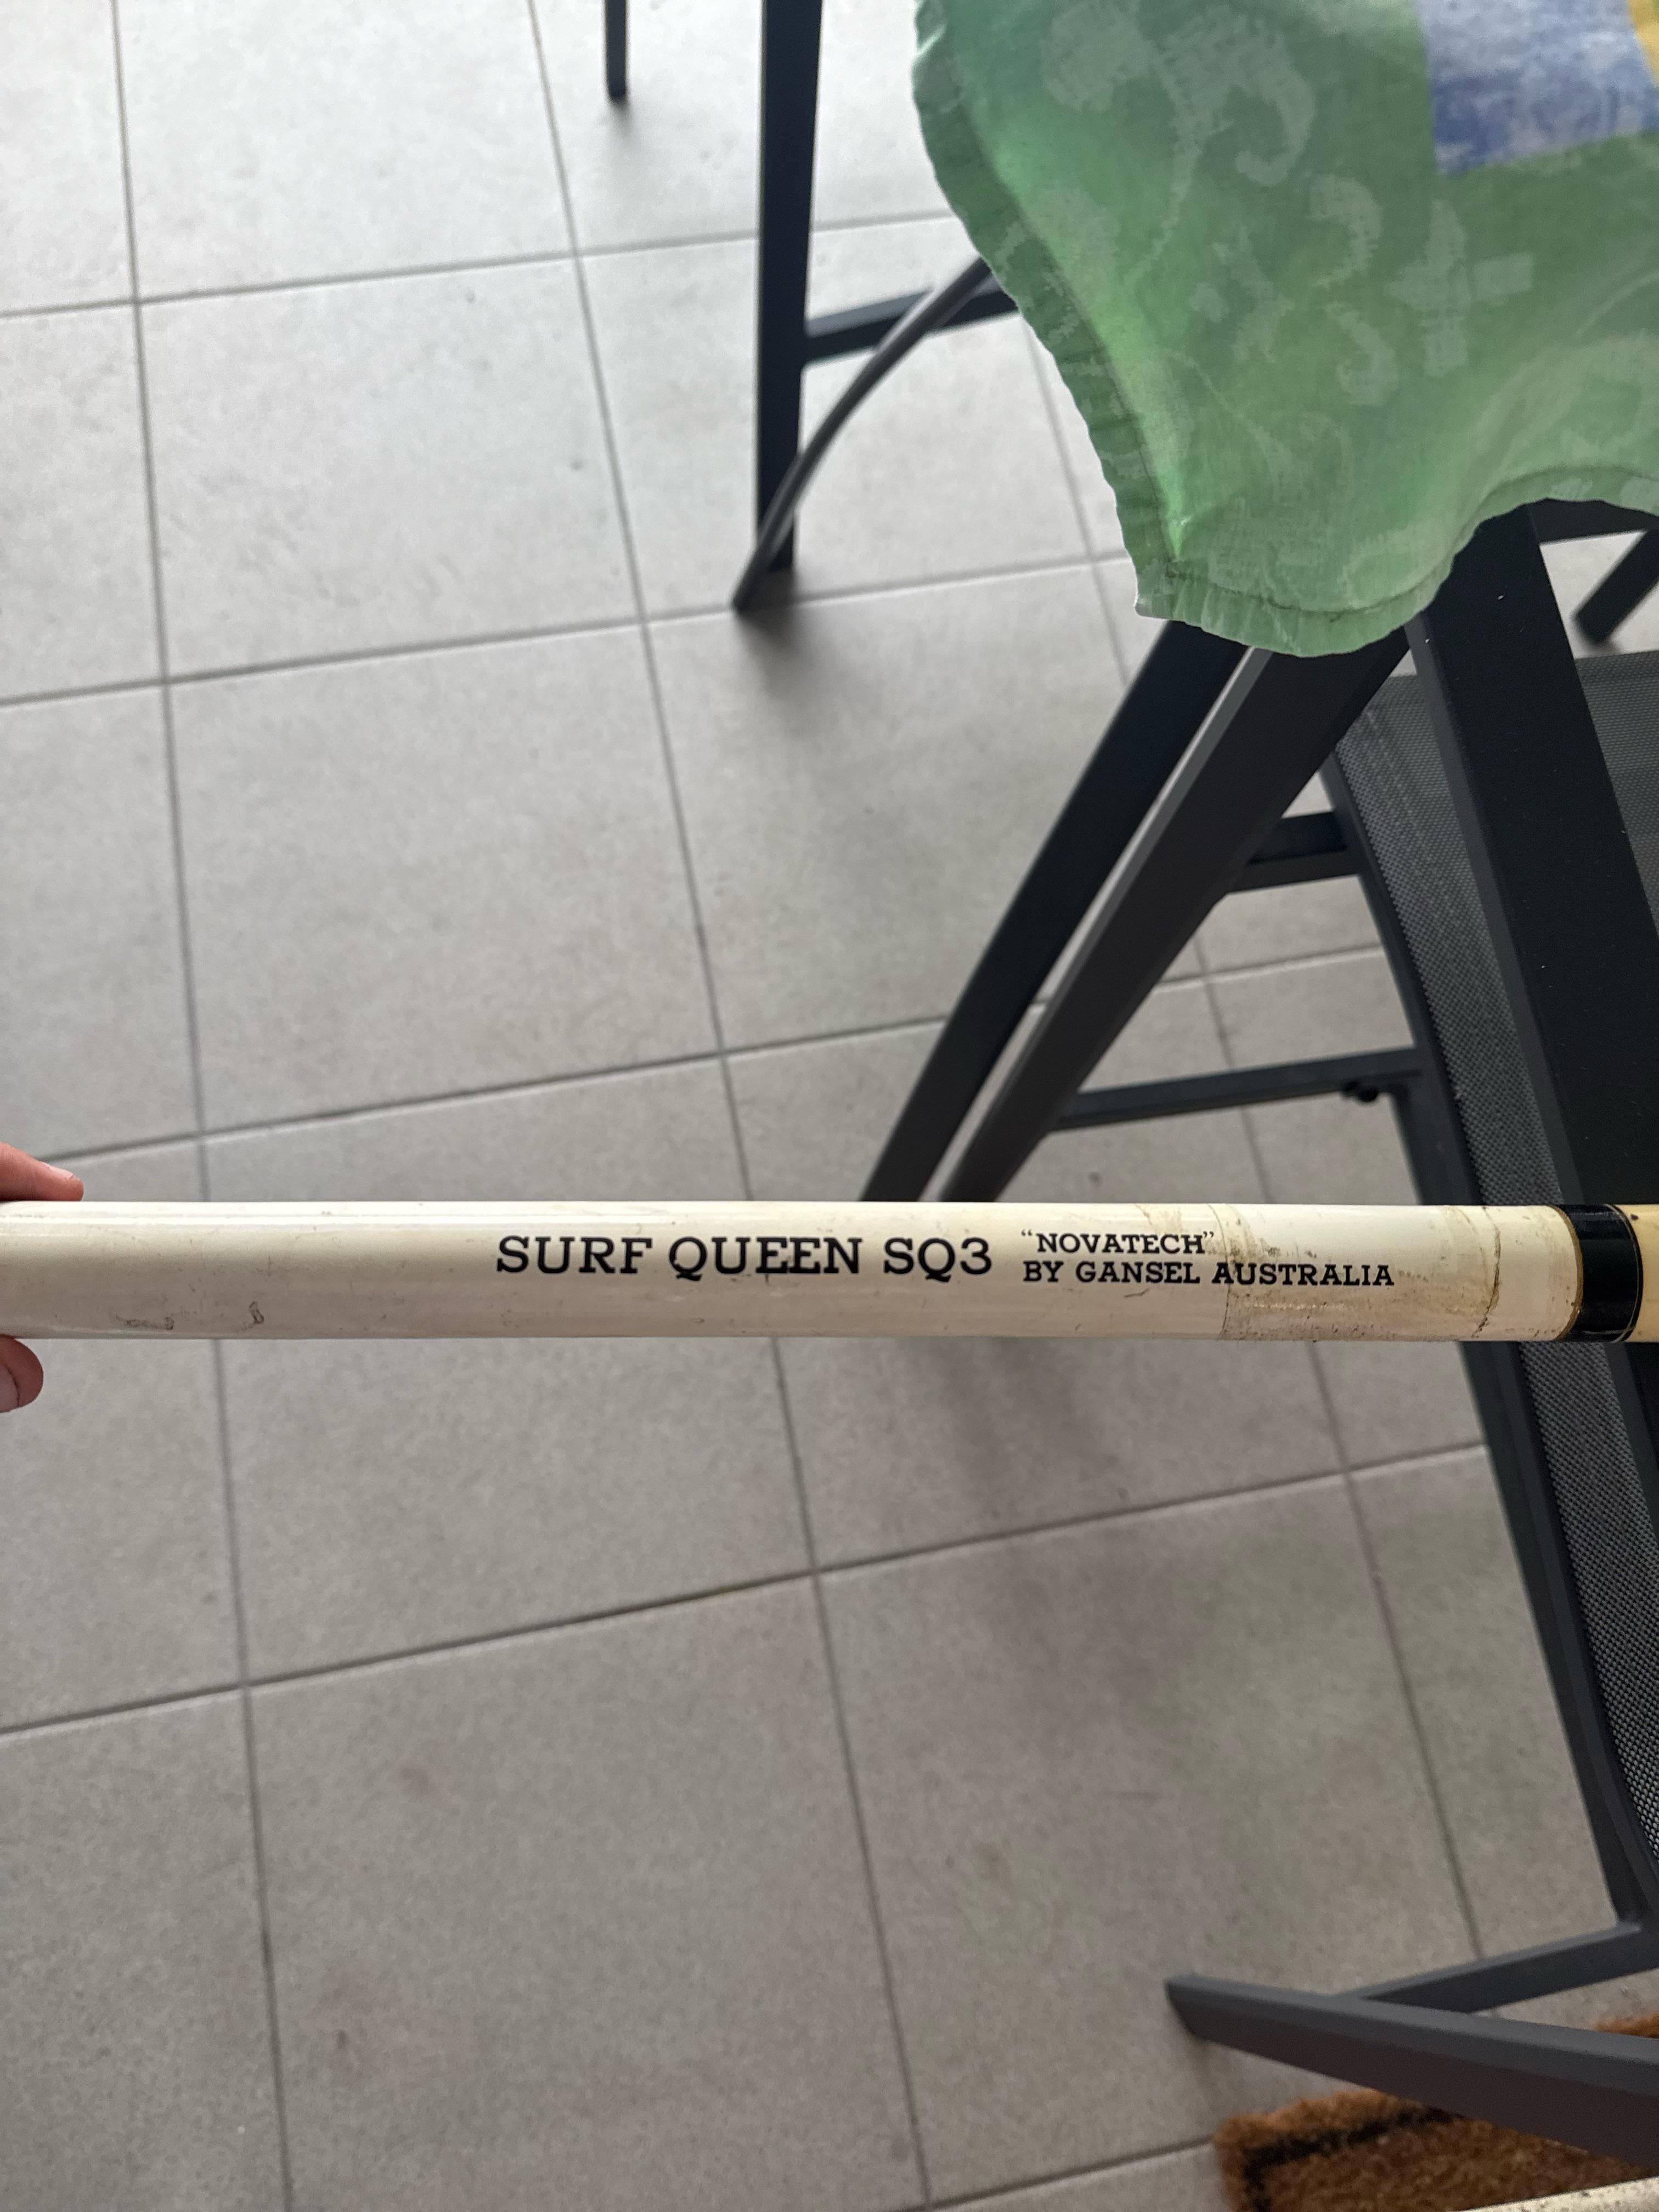 SURF QUEEN SQ3
“NOVATECH”
BY GANSEL AUSTRALIA